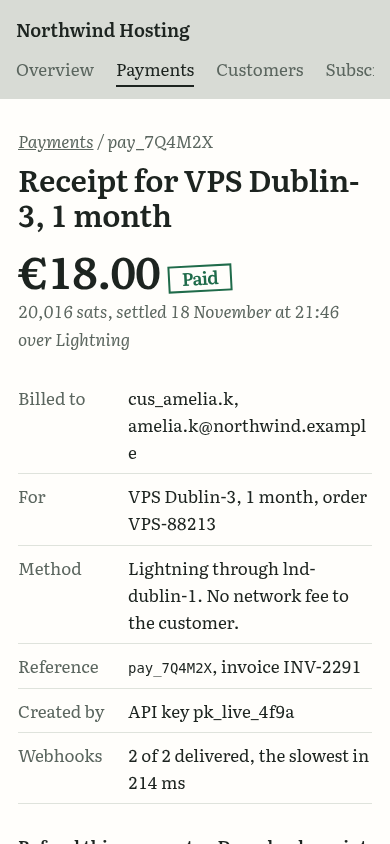 Northwind Hosting
Overview Payments Customers
Payments / pay_7Q4M2X
Receipt for VPS Dublin-
3, 1 month
€18.00 Paid
20,016 sats, settled 18 November at 21:46
over Lightning
Billed to cus_amelia.k,
amelia.k@northwind.exampl
e
For VPS Dublin-3, 1 month, order
VPS-88213
Method Lightning through lnd-
dublin-1. No network fee to
the customer.
Reference pay_7Q4M2X, invoice INV-2291
Created by API key pk_live_4f9a
Webhooks 2 of 2 delivered, the slowest in
214 ms